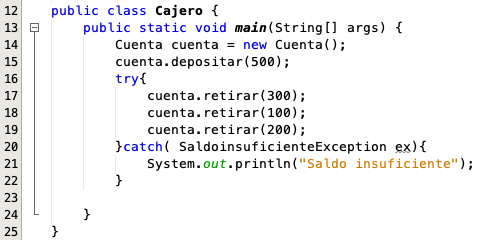 12 public class Cajero {
13     public static void main(String[] args) {
14         Cuenta cuenta = new Cuenta();
15         cuenta.depositar(500);
16         try{
17             cuenta.retirar(300);
18             cuenta.retirar(100);
19             cuenta.retirar(200);
20         }catch( SaldoinsuficienteException ex){
21             System.out.println("Saldo insuficiente");
22         }
23
24     }
25 }